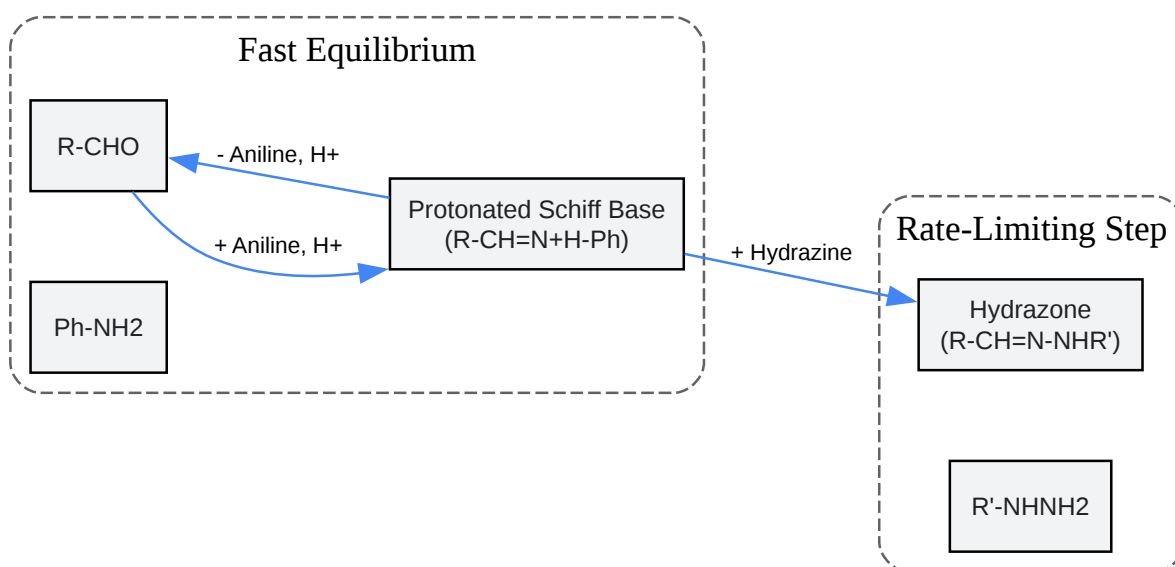 Fast Equilibrium
R-CHO
- Aniline, H+
+ Aniline, H+
Protonated Schiff Base
(R-CH=N+H-Ph)
Ph-NH2
+ Hydrazine
Rate-Limiting Step
Hydrazone
(R-CH=N-NHR')
R'-NHNH2